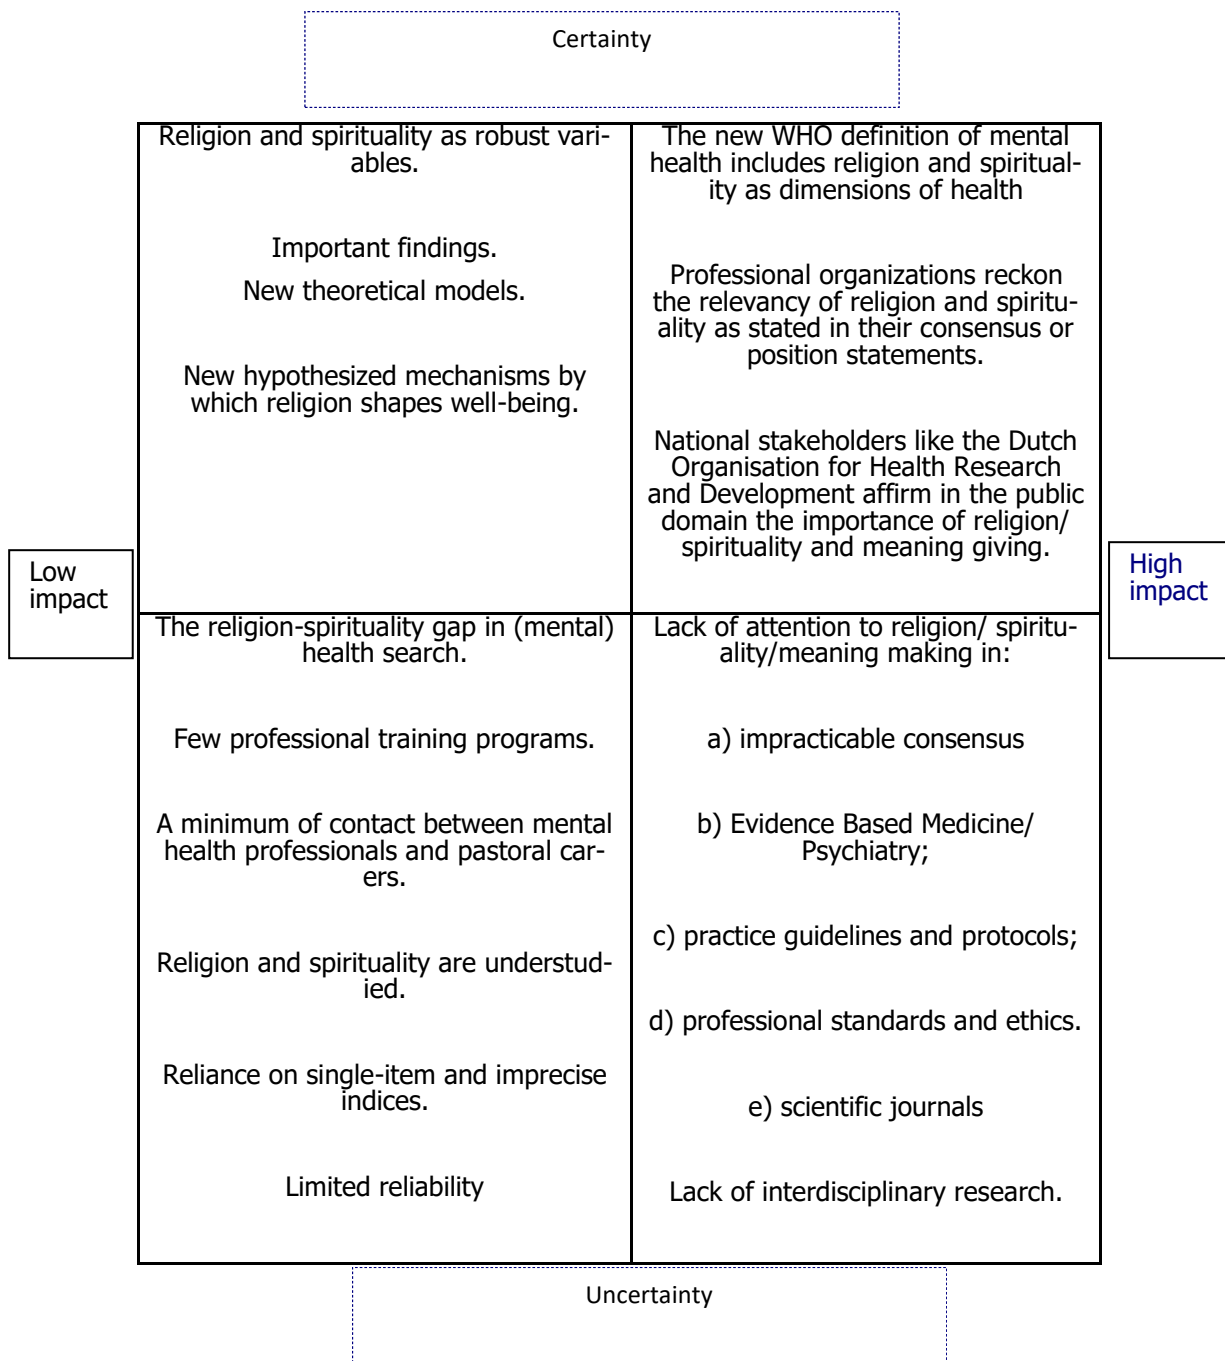 Certainty
Religion and spirituality as robust vari-
ables.
Important findings.
New theoretical models.
New hypothesized mechanisms by
which religion shapes well-being.
The new WHO definition of mental
health includes religion and spiritual-
ity as dimensions of health
Professional organizations reckon
the relevancy of religion and spiritu-
ality as stated in their consensus or
position statements.
National stakeholders like the Dutch
Organisation for Health Research
and Development affirm in the public
domain the importance of religion/
spirituality and meaning giving.
Low
impact
High
impact
The religion-spirituality gap in (mental)
health search.
Few professional training programs.
A minimum of contact between mental
health professionals and pastoral car-
ers.
Religion and spirituality are understud-
ied.
Reliance on single-item and imprecise
indices.
Limited reliability
Lack of attention to religion/ spiritu-
ality/meaning making in:
a) impracticable consensus
b) Evidence Based Medicine/
Psychiatry;
c) practice guidelines and protocols;
d) professional standards and ethics.
e) scientific journals
Lack of interdisciplinary research.
Uncertainty